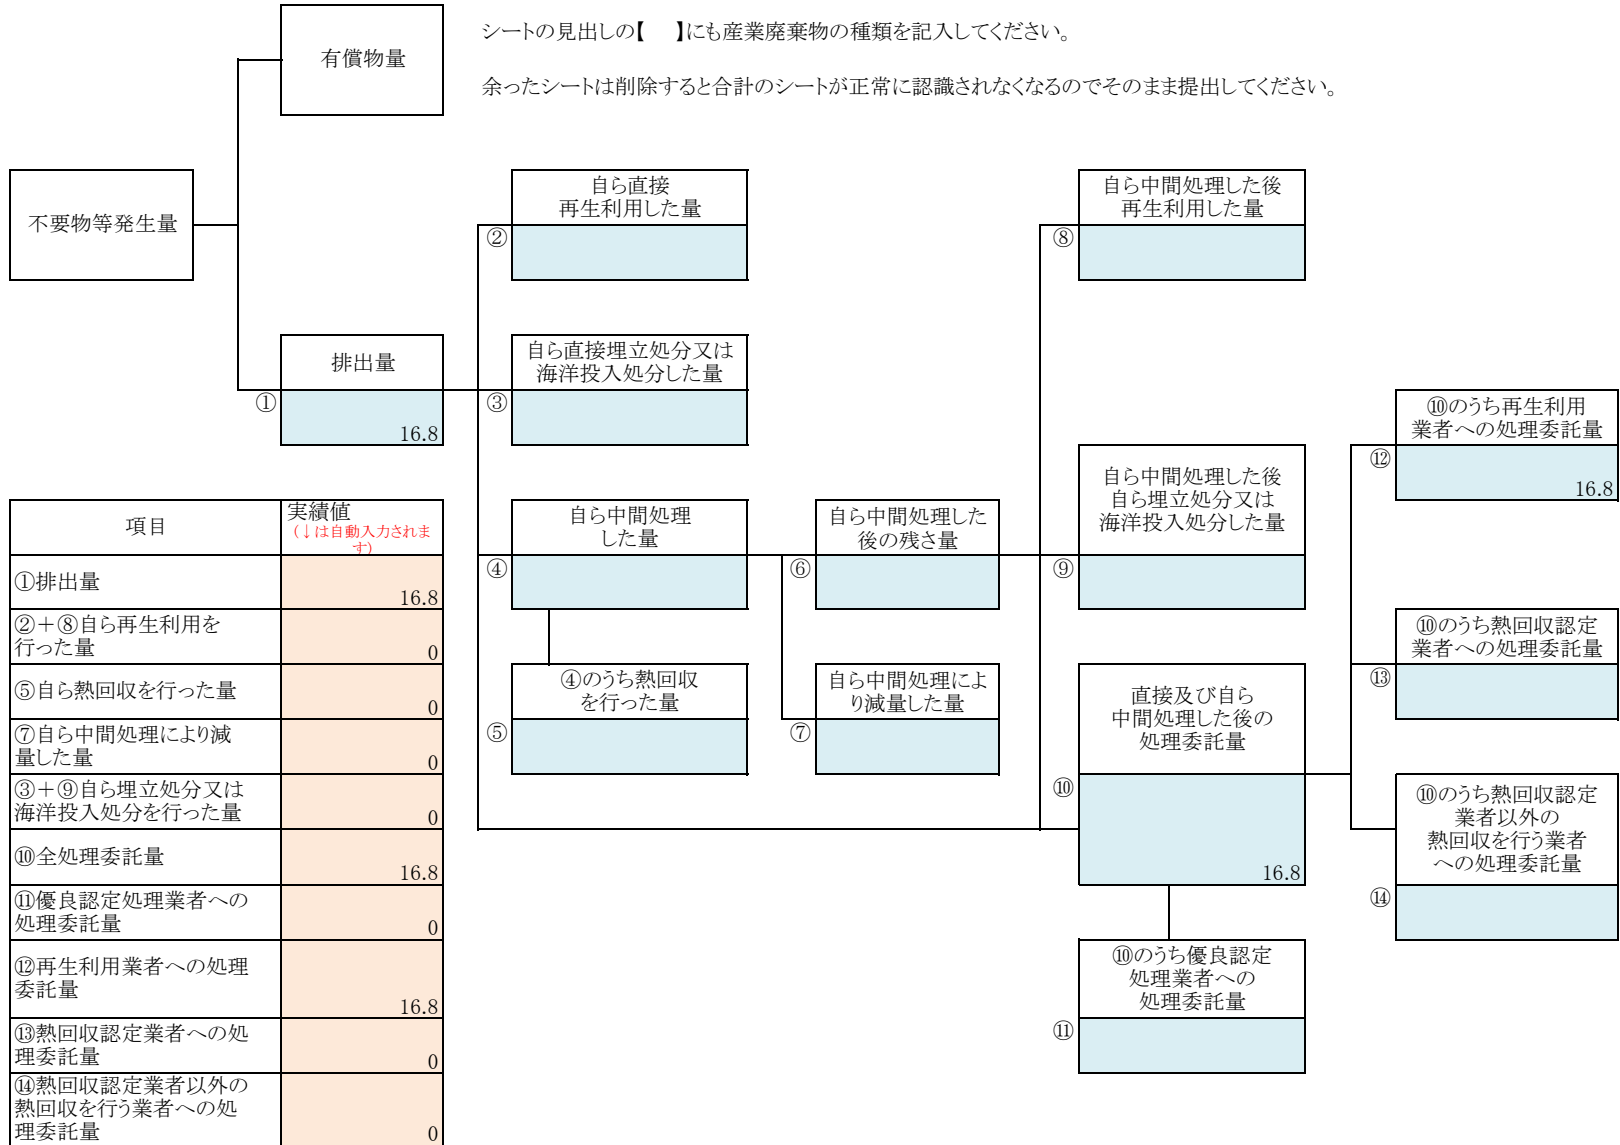 シートの見出しの【　】にも産業廃棄物の種類を記入してください。
余ったシートは削除すると合計のシートが正常に認識されなくなるのでそのまま提出してください。
有償物量
不要物等発生量
自ら直接
再生利用した量
②
自ら中間処理した後
再生利用した量
⑧
排出量
①
16.8
自ら直接埋立処分又は
海洋投入処分した量
③
⑩のうち再生利用
業者への処理委託量
⑫
16.8
自ら中間処理
した量
④
自ら中間処理した
後の残さ量
⑥
自ら中間処理した後
自ら埋立処分又は
海洋投入処分した量
⑨
④のうち熱回収
を行った量
⑤
自ら中間処理によ
り減量した量
⑦
直接及び自ら
中間処理した後の
処理委託量
⑩
16.8
⑩のうち熱回収認定
業者への処理委託量
⑬
⑩のうち熱回収認定
業者以外の
熱回収を行う業者
への処理委託量
⑭
⑩のうち優良認定
処理業者への
処理委託量
⑪
項目
実績値
(↓は自動入力されま
す)
①排出量
16.8
②＋⑧自ら再生利用を
行った量
0
⑤自ら熱回収を行った量
0
⑦自ら中間処理により減
量した量
0
③＋⑨自ら埋立処分又は
海洋投入処分を行った量
0
⑩全処理委託量
16.8
⑪優良認定処理業者への
処理委託量
0
⑫再生利用業者への処理
委託量
16.8
⑬熱回収認定業者への処
理委託量
0
⑭熱回収認定業者以外の
熱回収を行う業者への処
理委託量
0